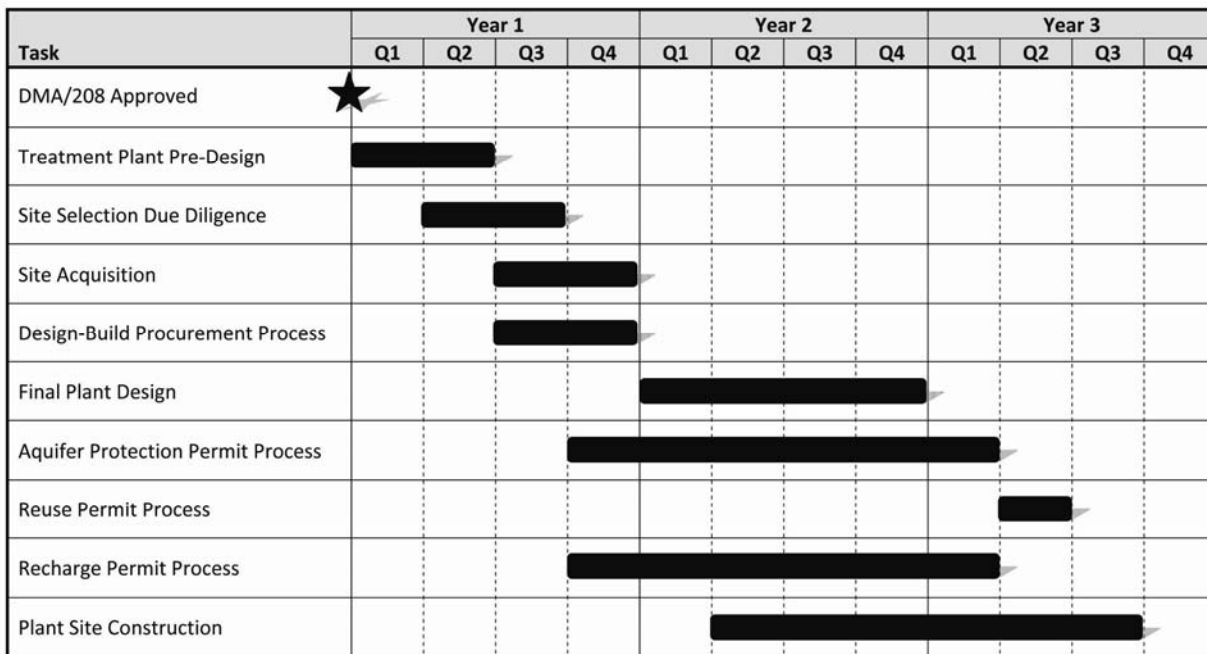 Year 1 Year 2 Year 3
Task Q1 Q2 Q3 Q4 Q1 Q2 Q3 Q4 Q1 Q2 Q3 Q4
DMA/208 Approved
Treatment Plant Pre-Design
Site Selection Due Diligence
Site Acquisition
Design-Build Procurement Process
Final Plant Design
Aquifer Protection Permit Process
Reuse Permit Process
Recharge Permit Process
Plant Site Construction